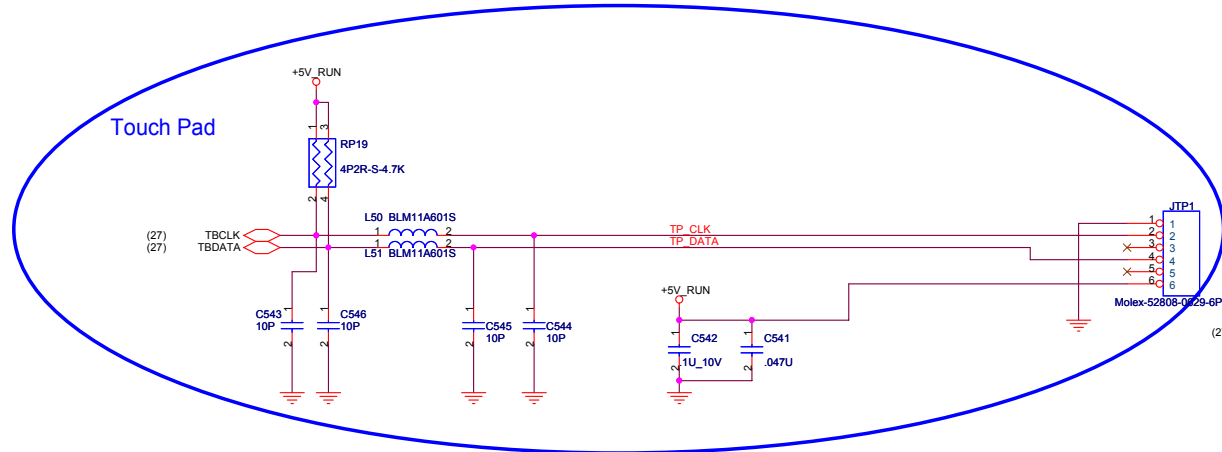 +5V_RUN
Touch Pad
1
3
RP19
4P2R-S-4.7K
2
4
L50 BLM11A601S
JTP1
(27) TBCLK 1 2 TP_CLK 1 1
2 2
(27) TBDATA 1 2 TP_DATA 3 3
L51 BLM11A601S
4 4
5 5
+5V_RUN 6 6
C543
10P
1
2
C546
10P
1
2
C545
10P
1
2
C544
10P
1
2
C542
1U_10V
1
2
C541
.047U
1
2
Molex-52808-0629-6P
(2